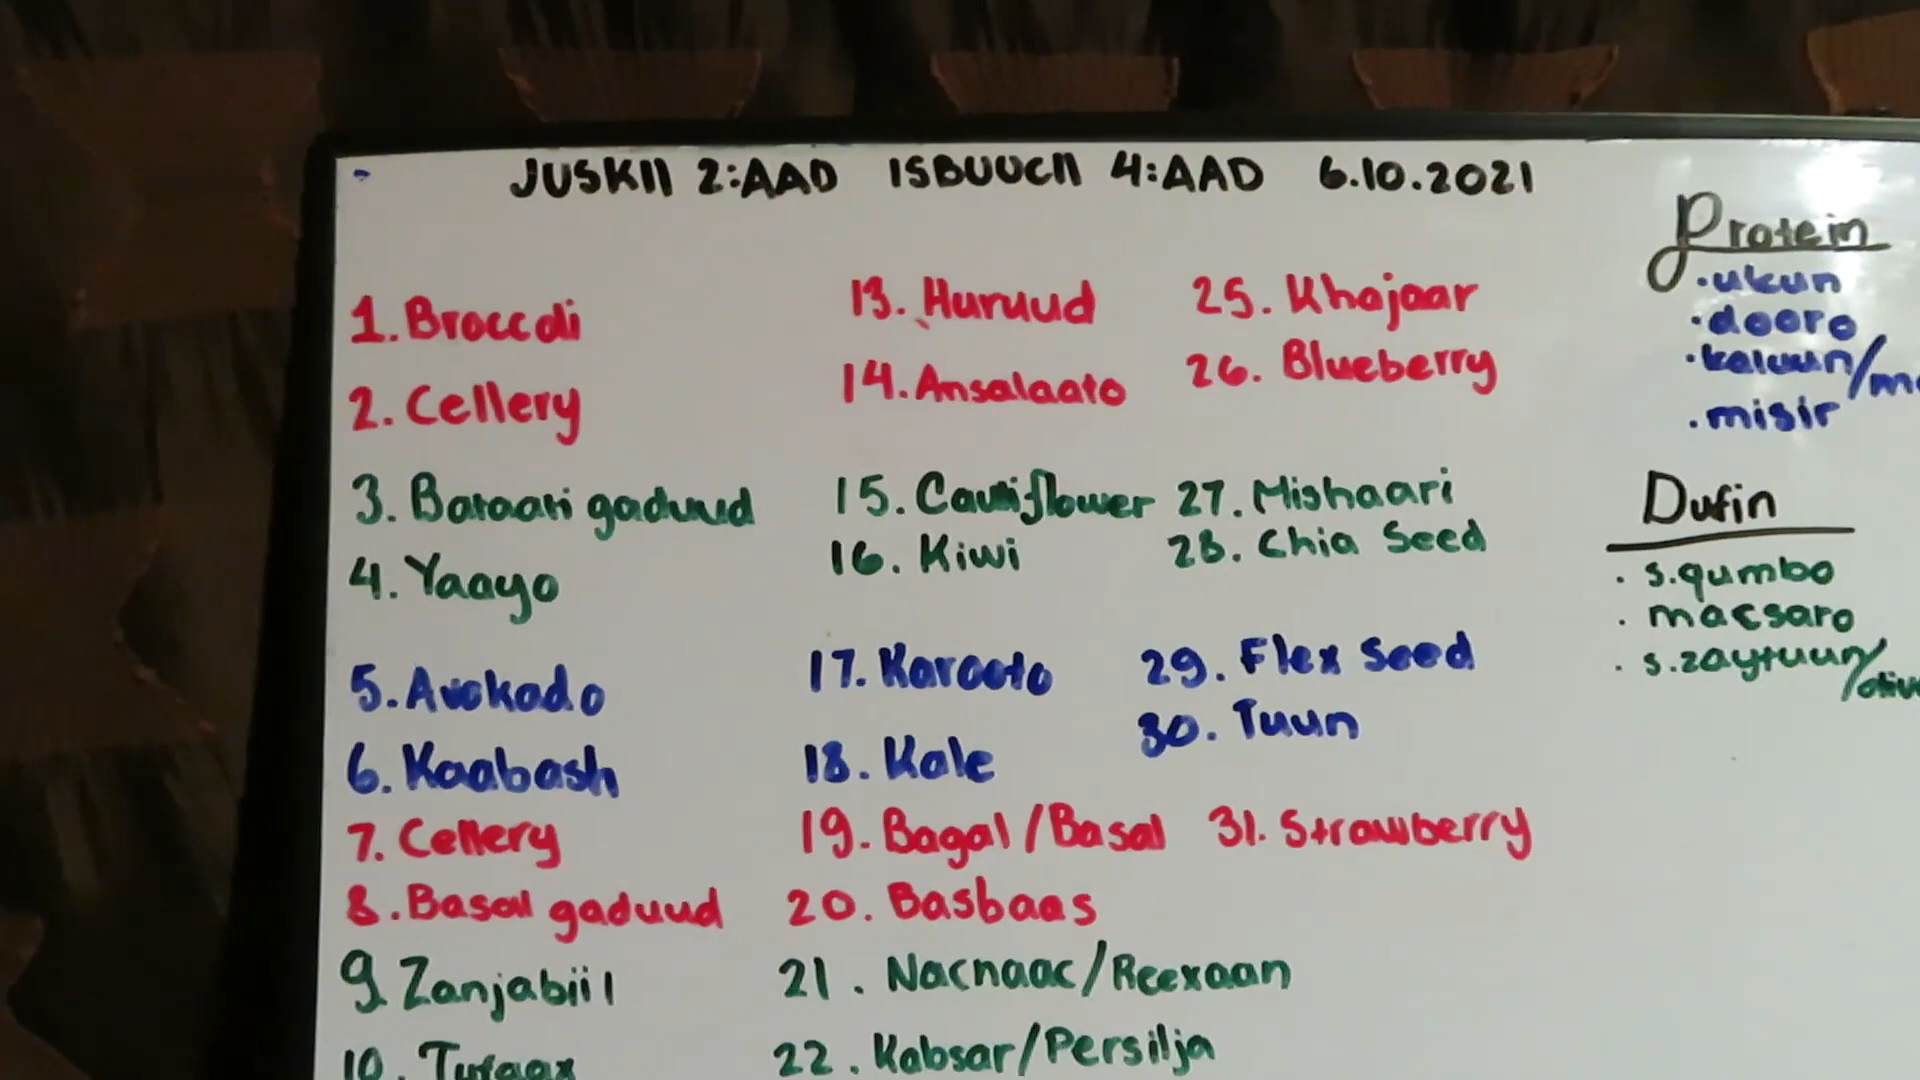 JUSKII 2:AAD ISBUUCII 4:AAD 6.10.2021
1. Broccoli
2. Cellery
3. Baraari gaduud
4. Yaayo
5. Avokado
6. Kaabash
7. Cellery
8. Basal gaduud
9. Zanjabiil
10. Tufaax
13. Huruud
14. Ansalaato
15. Cauliflower
16. Kiwi
17. Karooto
18. Kale
19. Bagal/Basal
20. Basbaas
21. Nacnaac/Reexaan
22. Kabsar/Persilja
25. Khajaar
26. Blueberry
27. Mishaari
28. Chia Seed
29. Flex Seed
30. Tuun
31. Strawberry
Protein
. ukun
. dooro
. kaluun/
. misir
Dufin
. s.qumbo
. macsaro
. s.zaytuun/